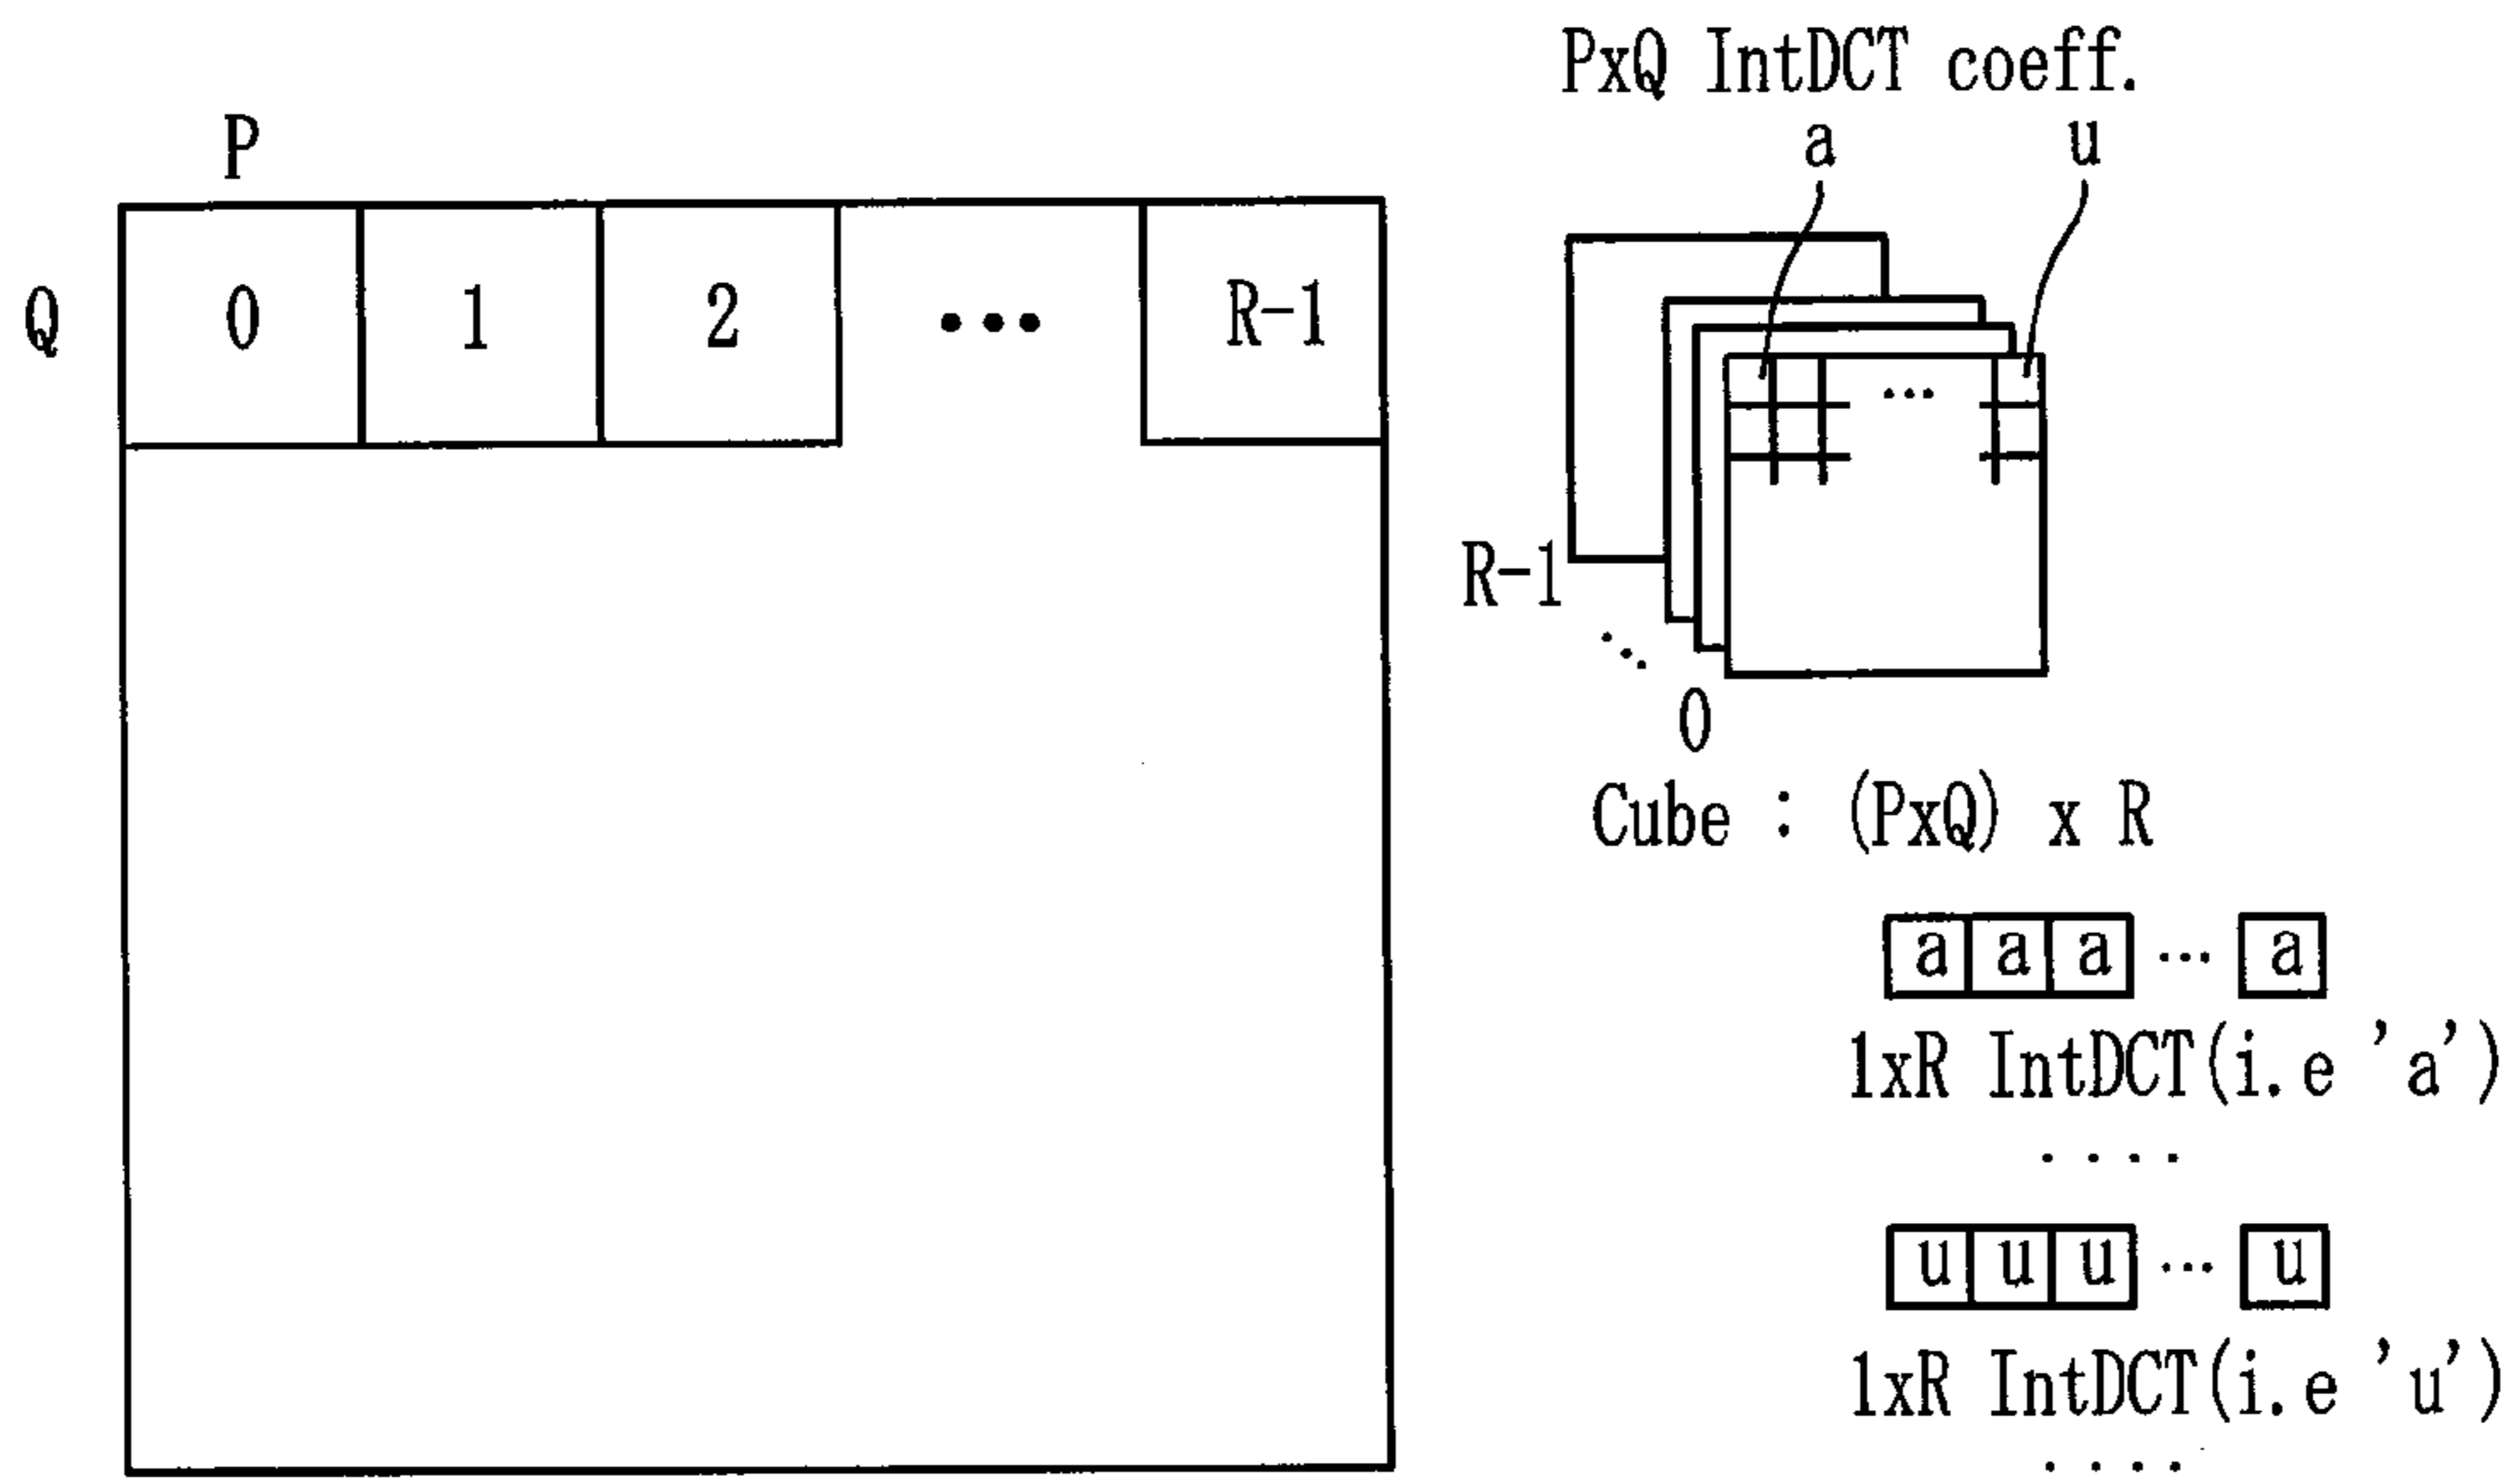 P
Q
0 1 2 ... R-1
PxQ IntDCT coeff.
a u
R-1
...
0
Cube : (PxQ) x R
a a a ... a
1xR IntDCT(i.e 'a')
....
u u u ... u
1xR IntDCT(i.e 'u')
....